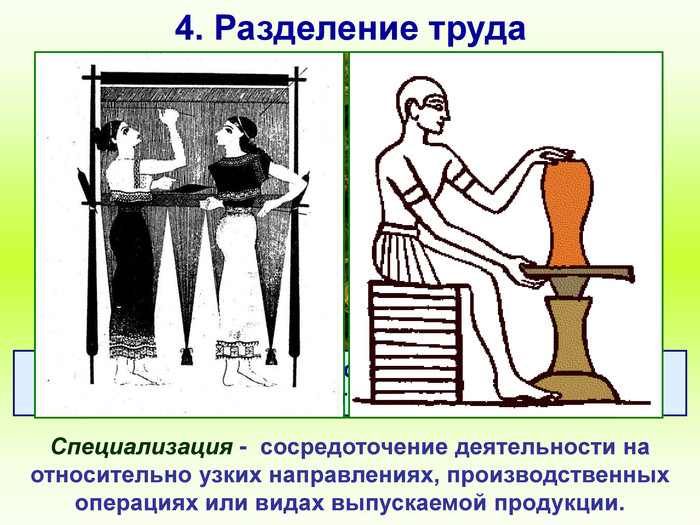 4. Разделение труда
Специализация - сосредоточение деятельности на
относительно узких направлениях, производственных
операциях или видах выпускаемой продукции.